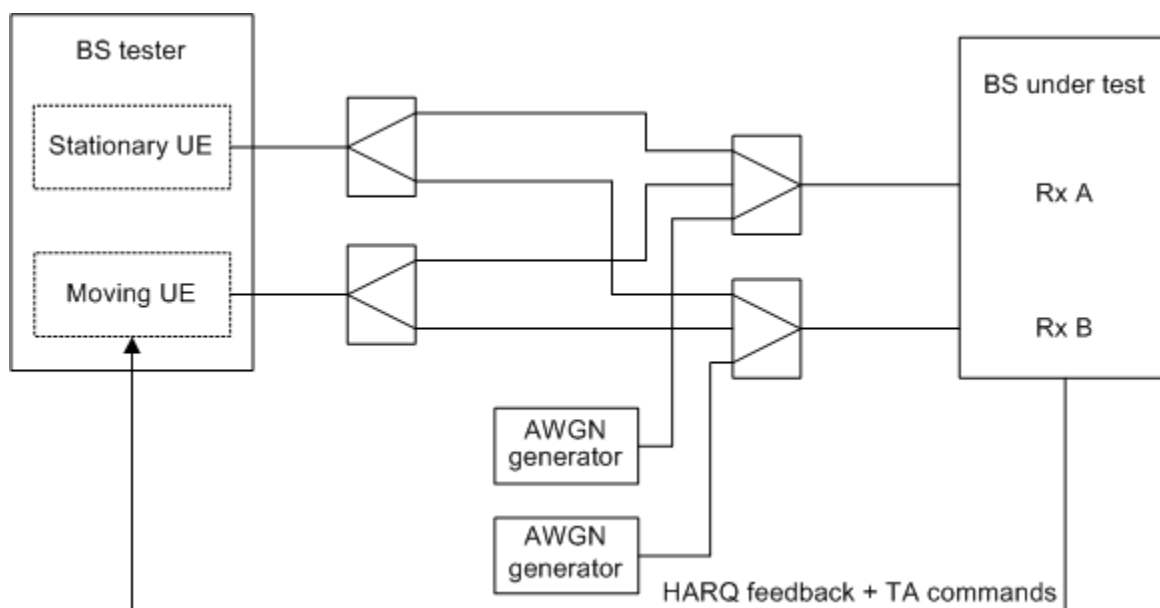 BS tester
Stationary UE
Moving UE
BS under test
Rx A
Rx B
AWGN
generator
AWGN
generator
HARQ feedback + TA commands